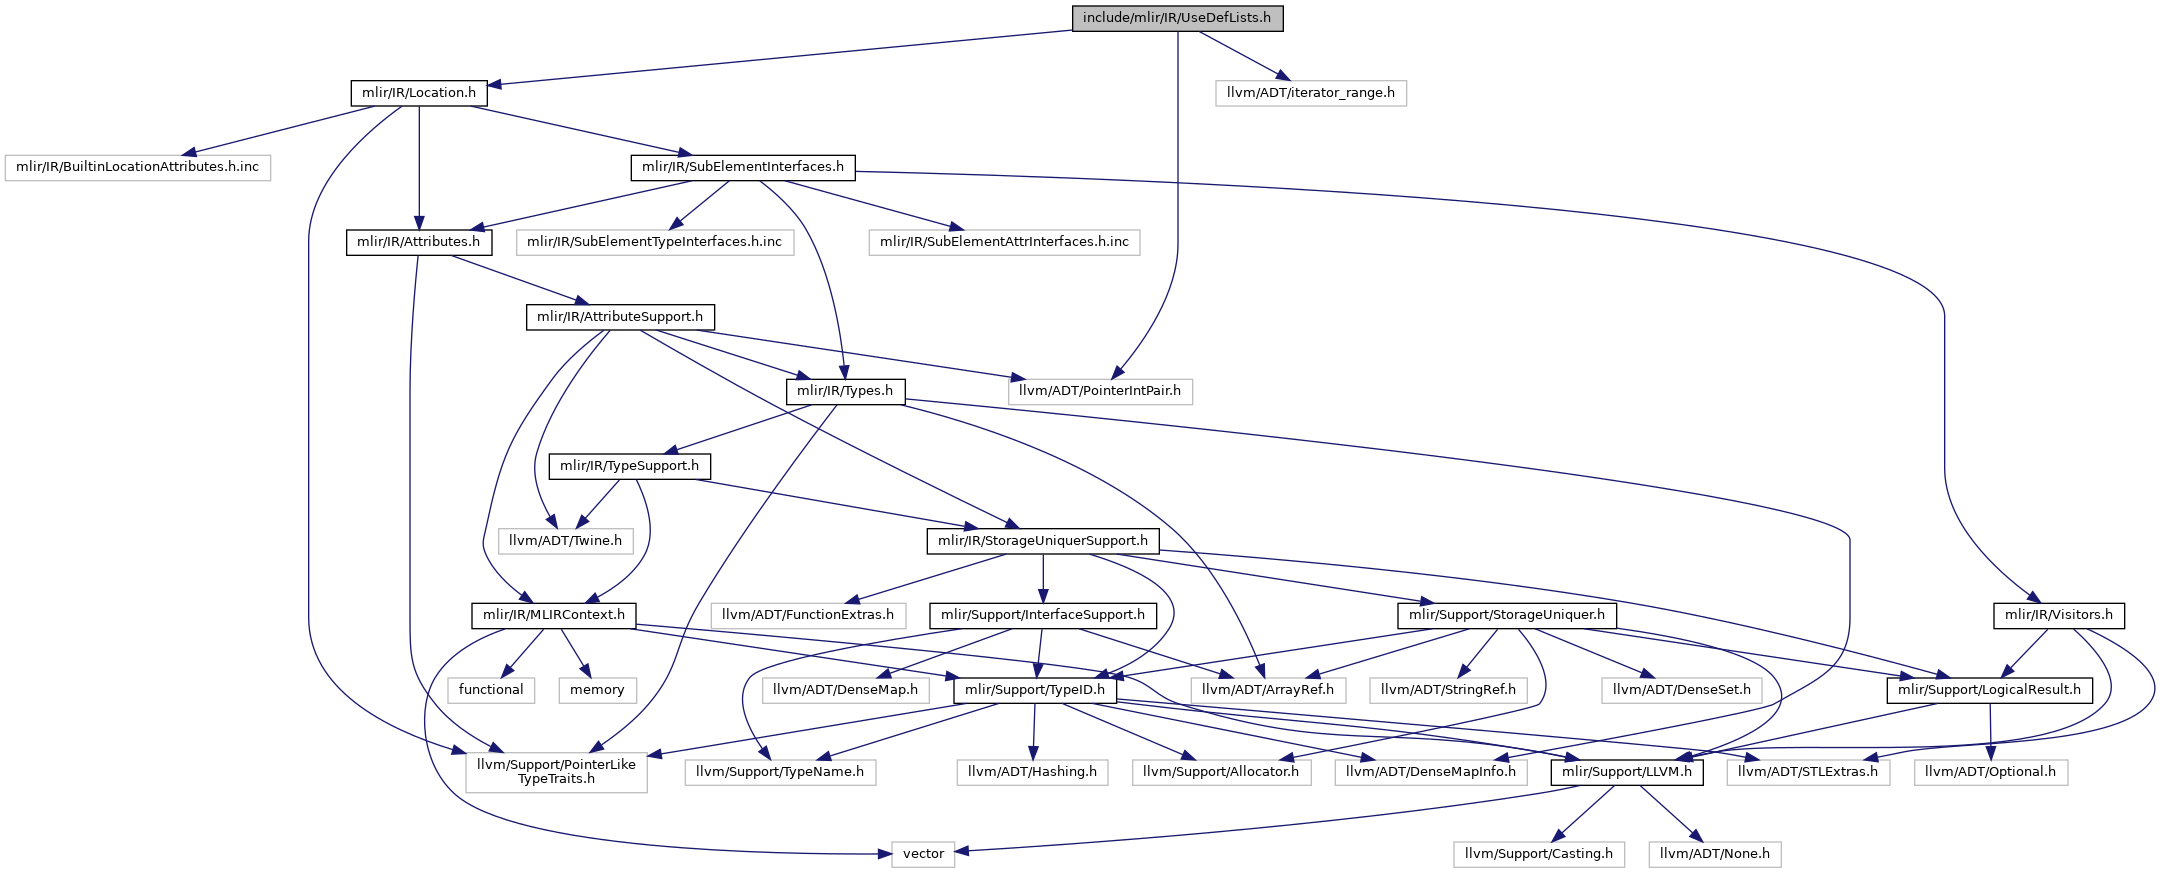 include/mlir/IR/UseDefLists.h
mlir/IR/Location.h
llvm/ADT/iterator_range.h
mlir/IR/BuiltinLocationAttributes.h.inc
mlir/IR/SubElementInterfaces.h
mlir/IR/Attributes.h
mlir/IR/SubElementTypeInterfaces.h.inc
mlir/IR/SubElementAttrInterfaces.h.inc
mlir/IR/AttributeSupport.h
mlir/IR/Types.h
llvm/ADT/PointerIntPair.h
mlir/IR/TypeSupport.h
llvm/ADT/Twine.h
mlir/IR/StorageUniquerSupport.h
mlir/IR/MLIRContext.h
llvm/ADT/FunctionExtras.h
mlir/Support/InterfaceSupport.h
mlir/Support/StorageUniquer.h
mlir/IR/Visitors.h
functional
memory
llvm/ADT/DenseMap.h
mlir/Support/TypeID.h
llvm/ADT/ArrayRef.h
llvm/ADT/StringRef.h
llvm/ADT/DenseSet.h
mlir/Support/LogicalResult.h
llvm/Support/PointerLike
TypeTraits.h
llvm/Support/TypeName.h
llvm/ADT/Hashing.h
llvm/Support/Allocator.h
llvm/ADT/DenseMapInfo.h
mlir/Support/LLVM.h
llvm/ADT/STLExtras.h
llvm/ADT/Optional.h
vector
llvm/Support/Casting.h
llvm/ADT/None.h